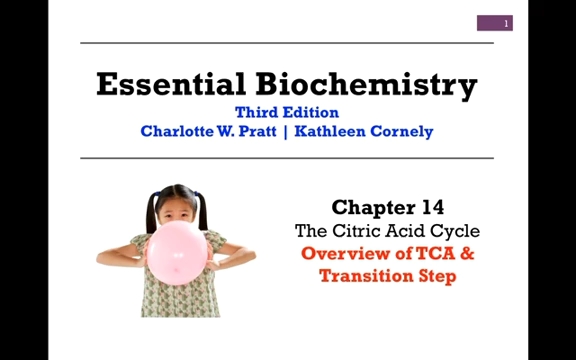 1
Essential Biochemistry
Third Edition
Charlotte W. Pratt | Kathleen Cornely
Chapter 14
The Citric Acid Cycle
Overview of TCA &
Transition Step